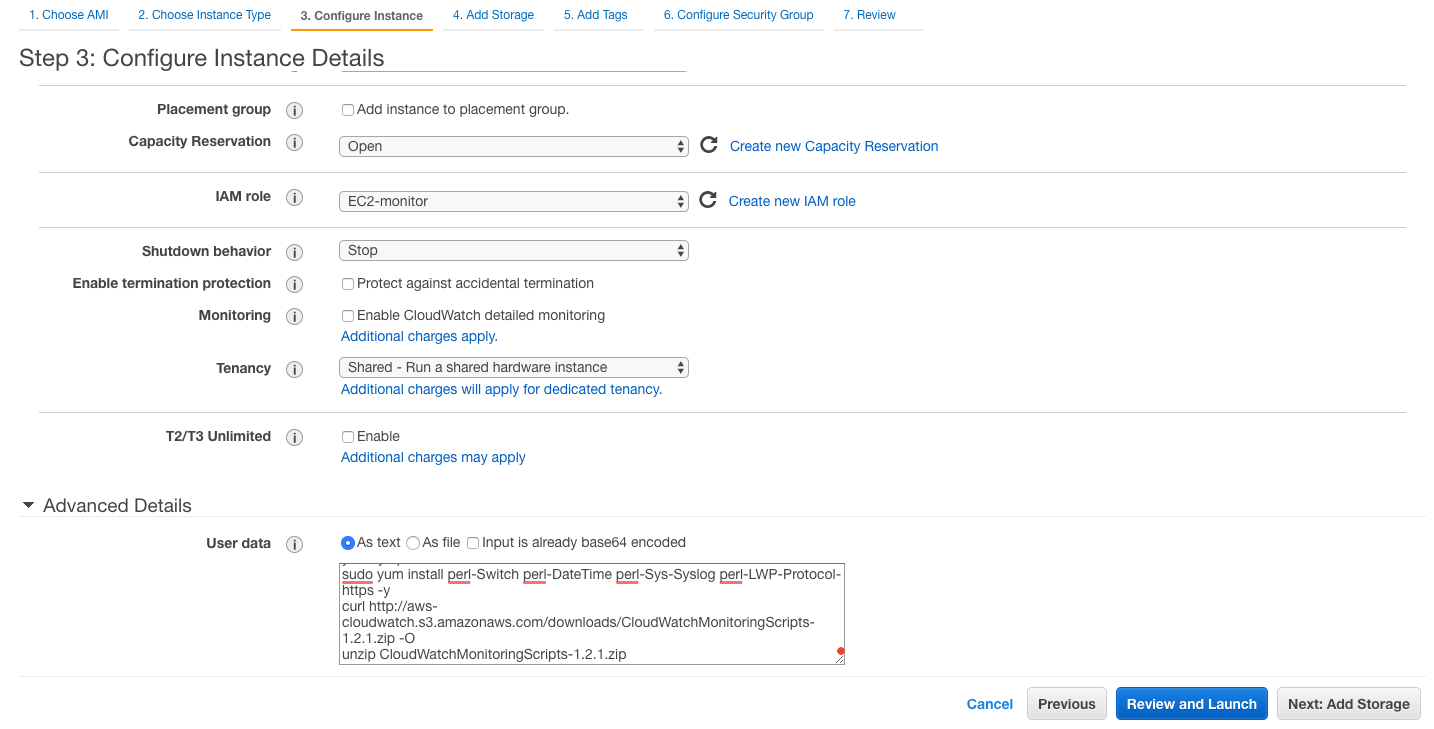 1. Choose AMI 2. Choose Instance Type 3. Configure Instance 4. Add Storage 5. Add Tags 6. Configure Security Group 7. Review
Step 3: Configure Instance Details
Placement group Add instance to placement group.
Capacity Reservation Open Create new Capacity Reservation
IAM role EC2-monitor Create new IAM role
Shutdown behavior Stop
Enable termination protection Protect against accidental termination
Monitoring Enable CloudWatch detailed monitoring
Additional charges apply.
Tenancy Shared - Run a shared hardware instance
Additional charges will apply for dedicated tenancy.
T2/T3 Unlimited Enable
Additional charges may apply
Advanced Details
User data As text As file Input is already base64 encoded
sudo yum install perl-Switch perl-DateTime perl-Sys-Syslog perl-LWP-Protocol-
https -y
curl http://aws-
cloudwatch.s3.amazonaws.com/downloads/CloudWatchMonitoringScripts-
1.2.1.zip -O
unzip CloudWatchMonitoringScripts-1.2.1.zip
Cancel Previous Review and Launch Next: Add Storage